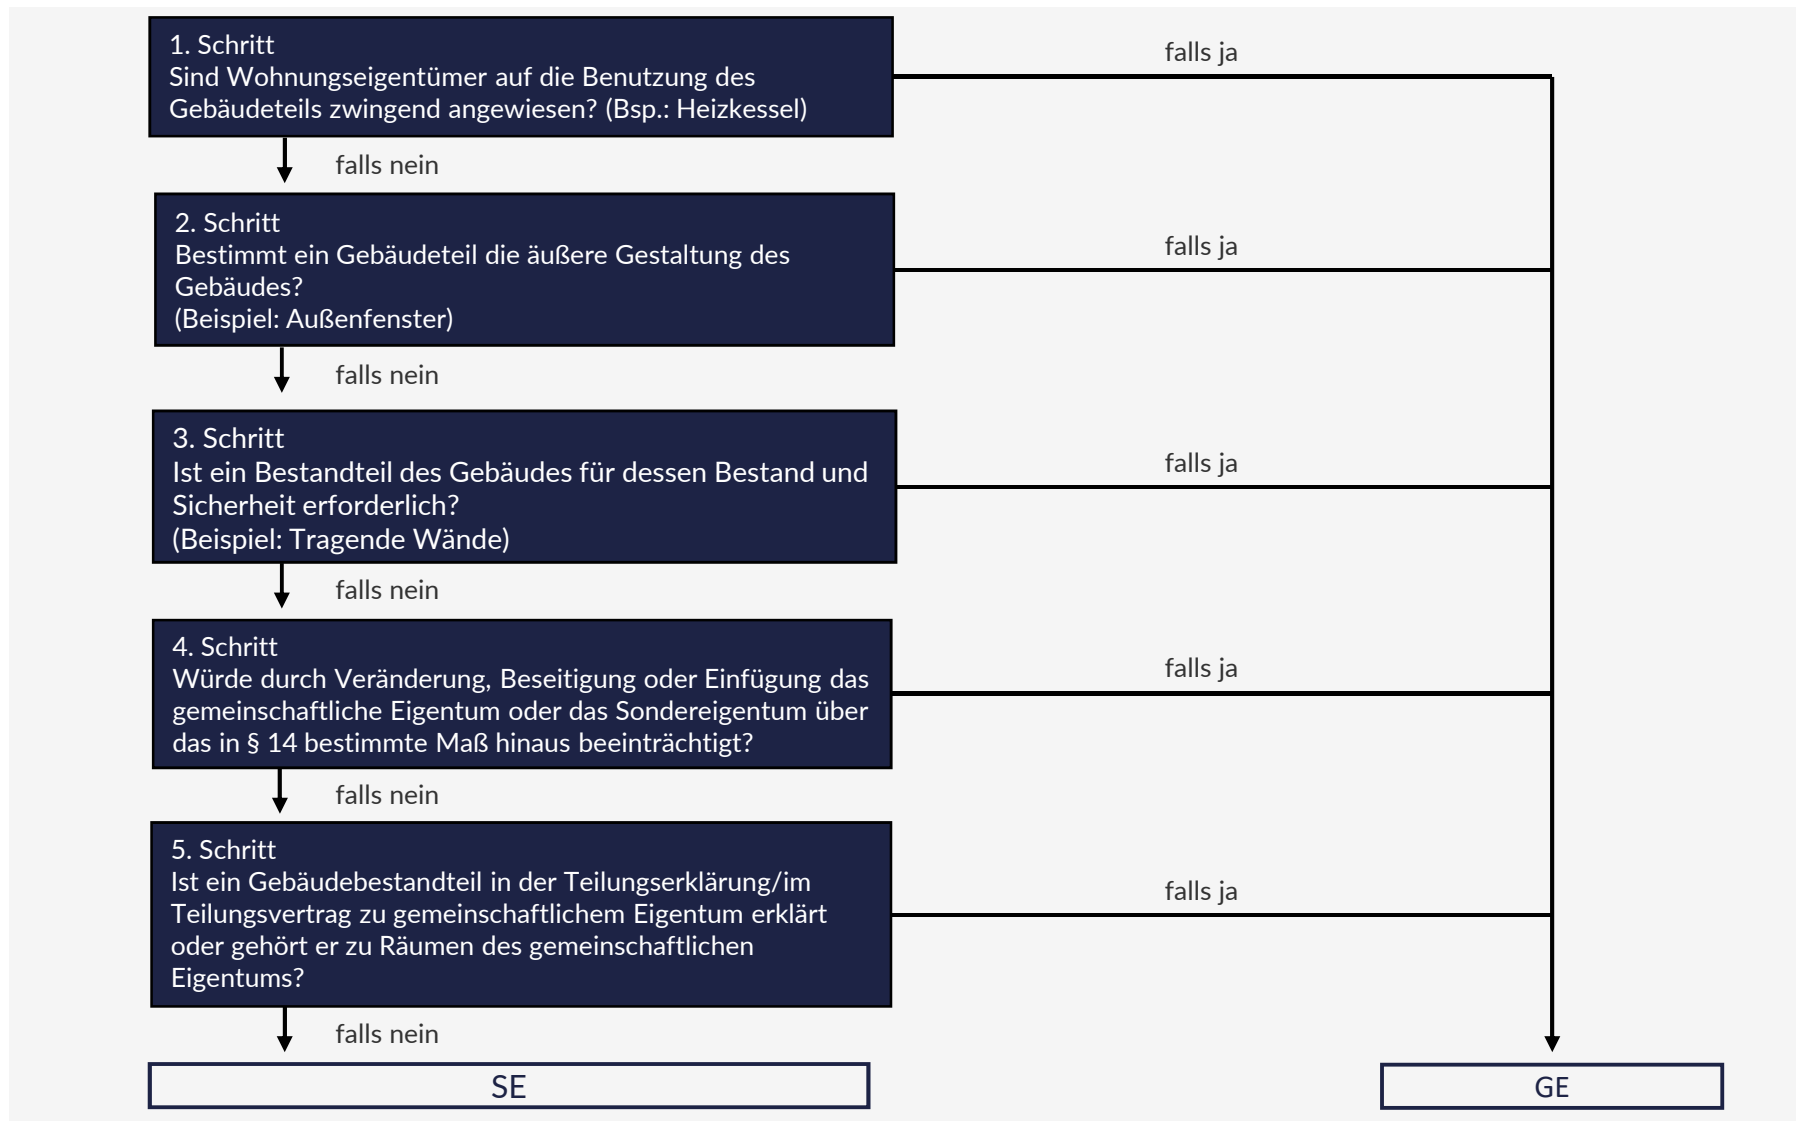 1. Schritt
Sind Wohnungseigentümer auf die Benutzung des
Gebäudeteils zwingend angewiesen? (Bsp.: Heizkessel)
falls ja
falls nein
2. Schritt
Bestimmt ein Gebäudeteil die äußere Gestaltung des
Gebäudes?
(Beispiel: Außenfenster)
falls ja
falls nein
3. Schritt
Ist ein Bestandteil des Gebäudes für dessen Bestand und
Sicherheit erforderlich?
(Beispiel: Tragende Wände)
falls ja
falls nein
4. Schritt
Würde durch Veränderung, Beseitigung oder Einfügung das
gemeinschaftliche Eigentum oder das Sondereigentum über
das in § 14 bestimmte Maß hinaus beeinträchtigt?
falls ja
falls nein
5. Schritt
Ist ein Gebäudebestandteil in der Teilungserklärung/im
Teilungsvertrag zu gemeinschaftlichem Eigentum erklärt
oder gehört er zu Räumen des gemeinschaftlichen
Eigentums?
falls ja
falls nein
SE
GE